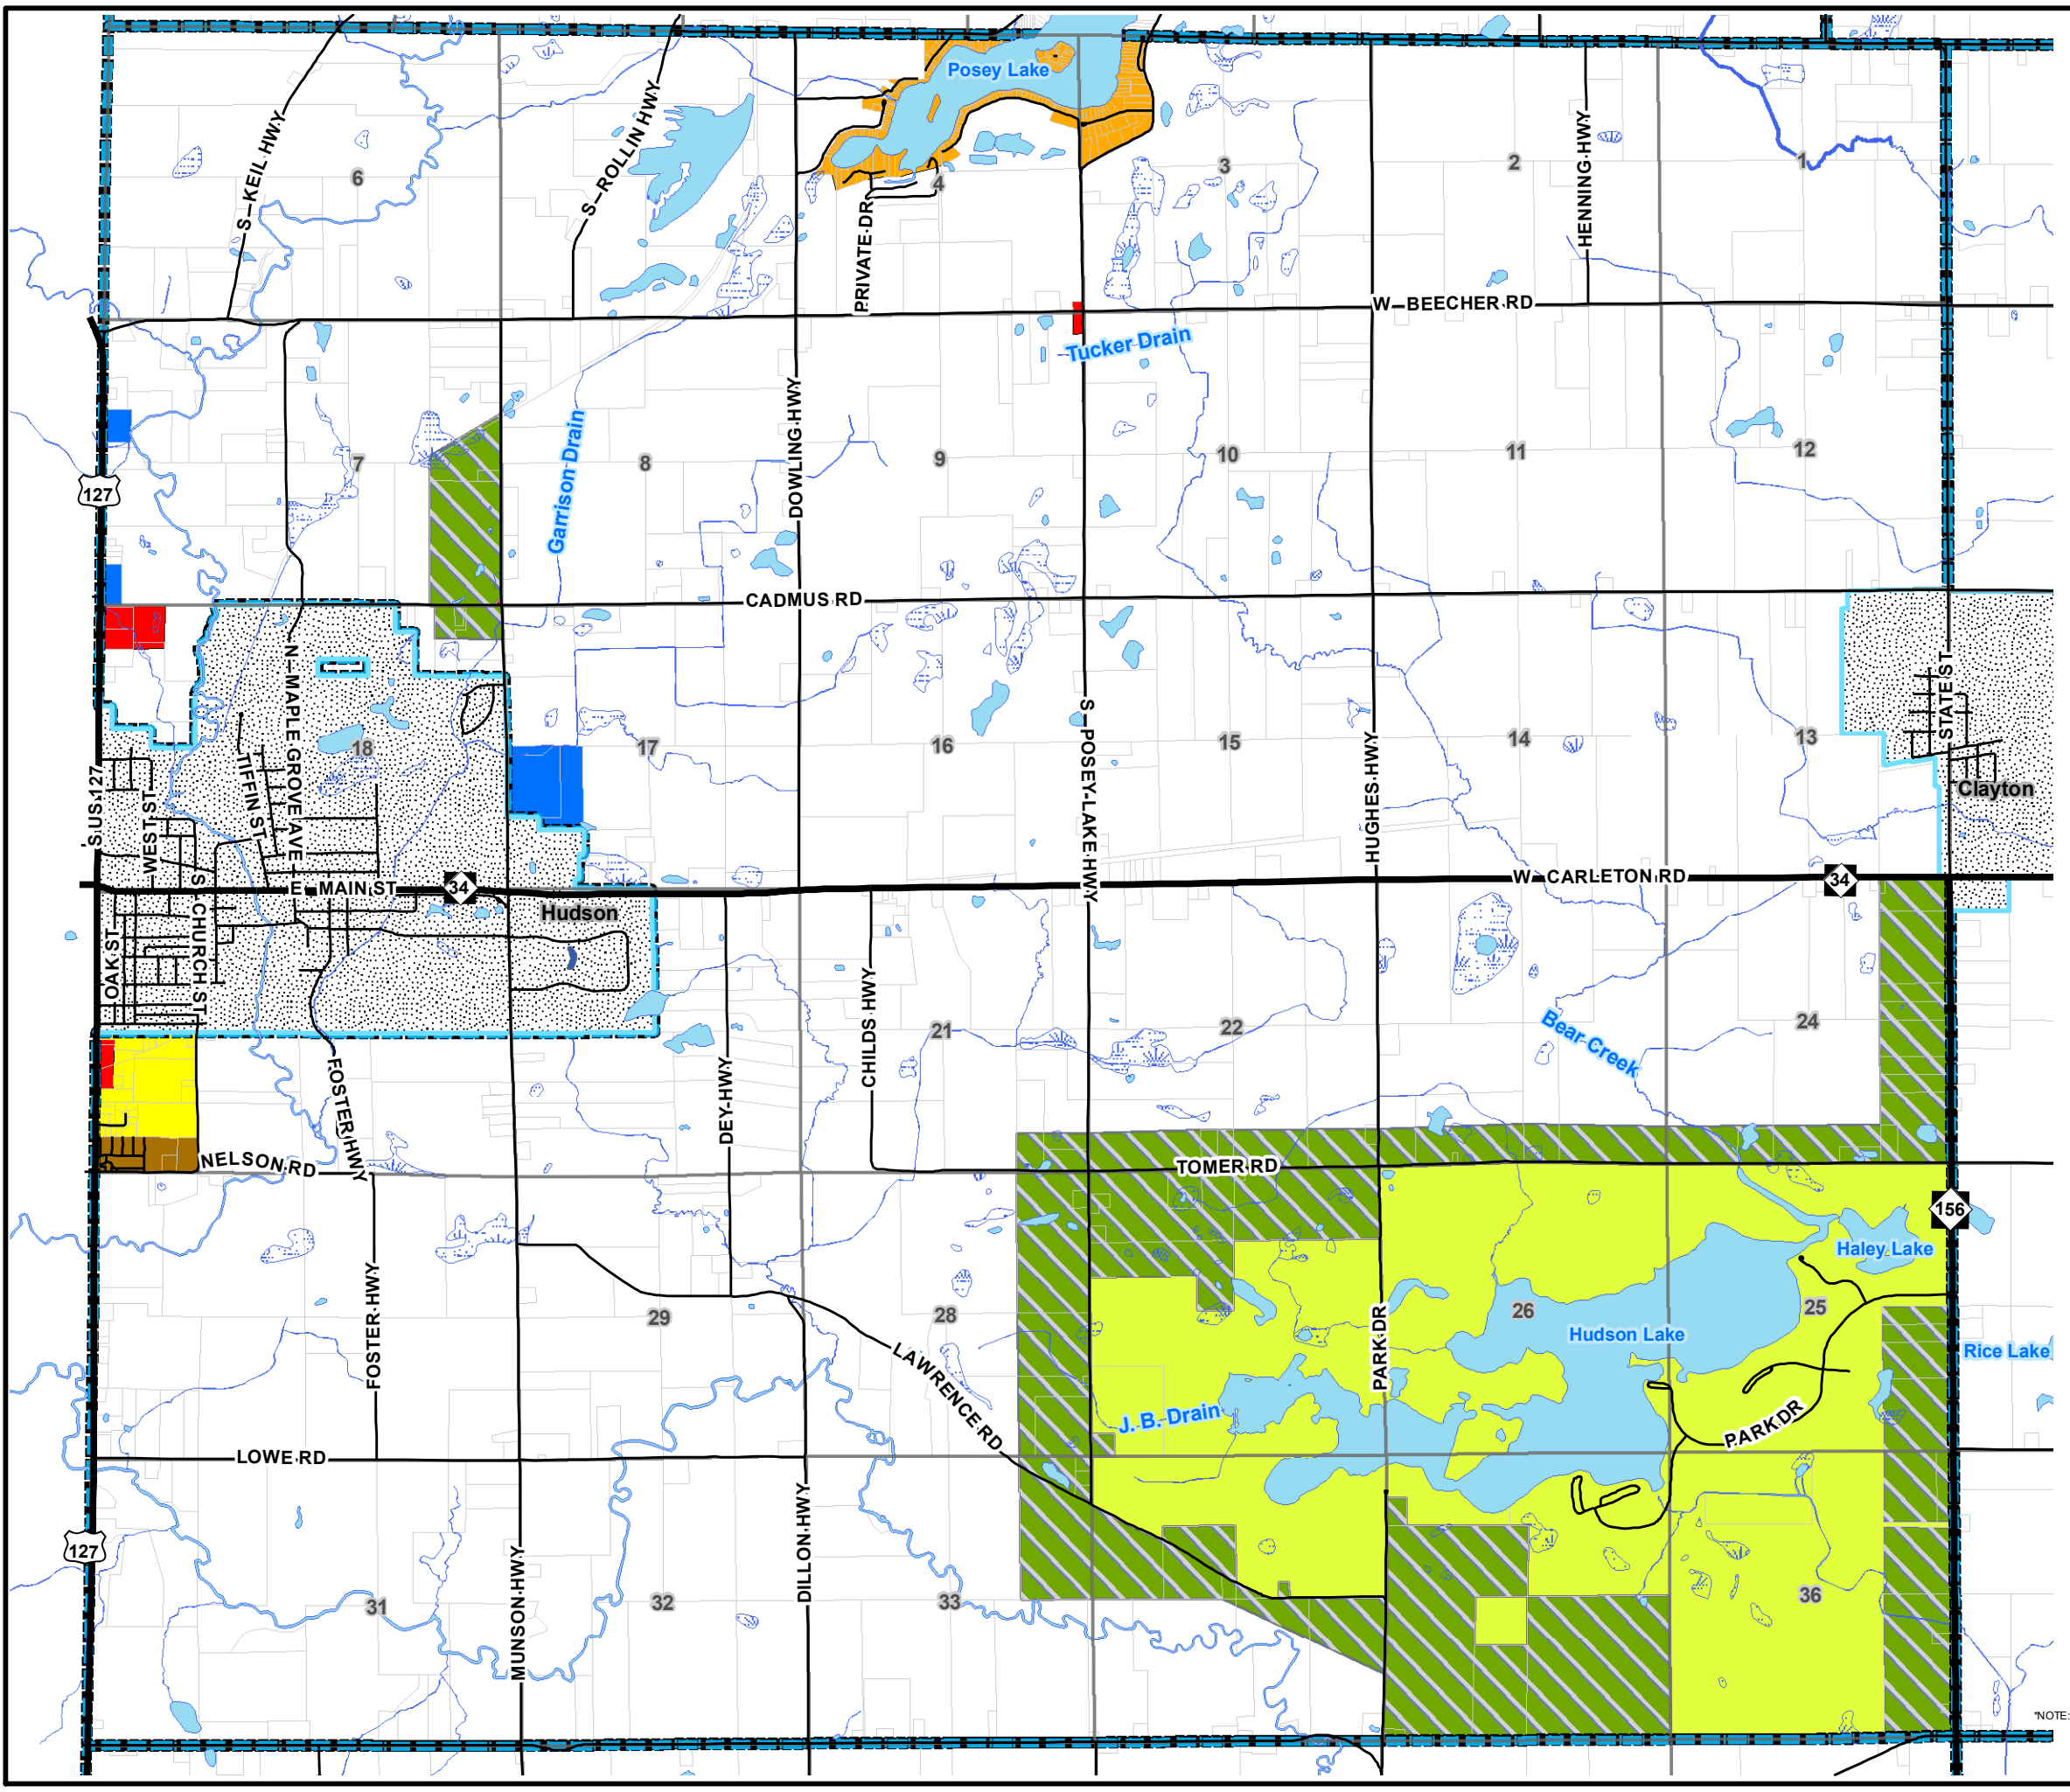 Posey Lake
S KEIL HWY
S ROLLIN HWY
HENNING HWY
6
4
3
2
1
PRIVATE DR
W BEECHER RD
Tucker Drain
DOWLING HWY
Garrison Drain
7
8
9
10
11
12
127
CADMUS RD
N MAPLE GROVE AVE
STATE ST
S POSEY LAKE HWY
HUGHES HWY
18
17
16
15
14
13
TIFFIN ST
S US 127
WEST ST
Clayton
E MAIN ST
34
W CARLETON RD
34
Hudson
S CHURCH ST
OAK ST
CHILDS HWY
21
22
Bear Creek
24
FOSTER HWY
DEY HWY
NELSON RD
TOMER RD
156
Haley Lake
FOSTER HWY
29
28
PARK DR
26
25
Hudson Lake
Rice Lake
LAWRENCE RD
J. B. Drain
PARK DR
LOWE RD
127
MUNSON HWY
DILLON HWY
31
32
33
36
*NOTE: